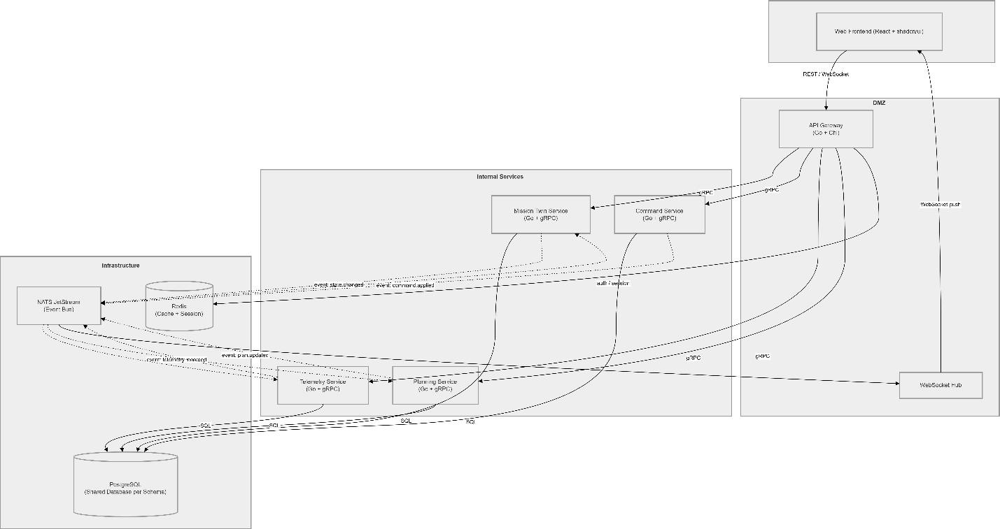 Web Frontend (React + shadcn/ui)
REST / WebSocket
DMZ
API Gateway
(Go + Chi)
Internal Services
gRPC
gRPC
Mission Twin Service
(Go + gRPC)
Command Service
(Go + gRPC)
WebSocket push
Infrastructure
event: state.changed
event: command.applied
auth / session
NATS JetStream
(Event Bus)
Redis
(Cache + Session)
event: plan.updated
gRPC
gRPC
Telemetry Service
(Go + gRPC)
Planning Service
(Go + gRPC)
WebSocket Hub
SQL
SQL
SQL
SQL
PostgreSQL
(Shared Database per Schema)